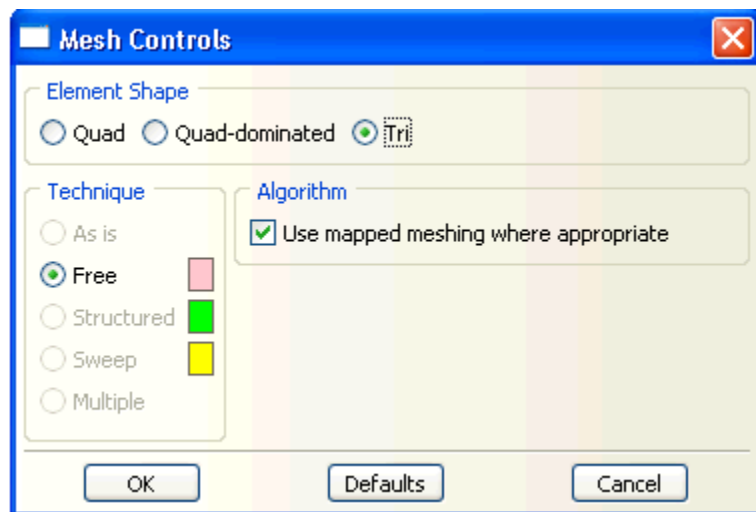 Mesh Controls
Element Shape
Quad Quad-dominated Tri
Technique
As is
Free
Structured
Sweep
Multiple
Algorithm
Use mapped meshing where appropriate
OK Defaults Cancel